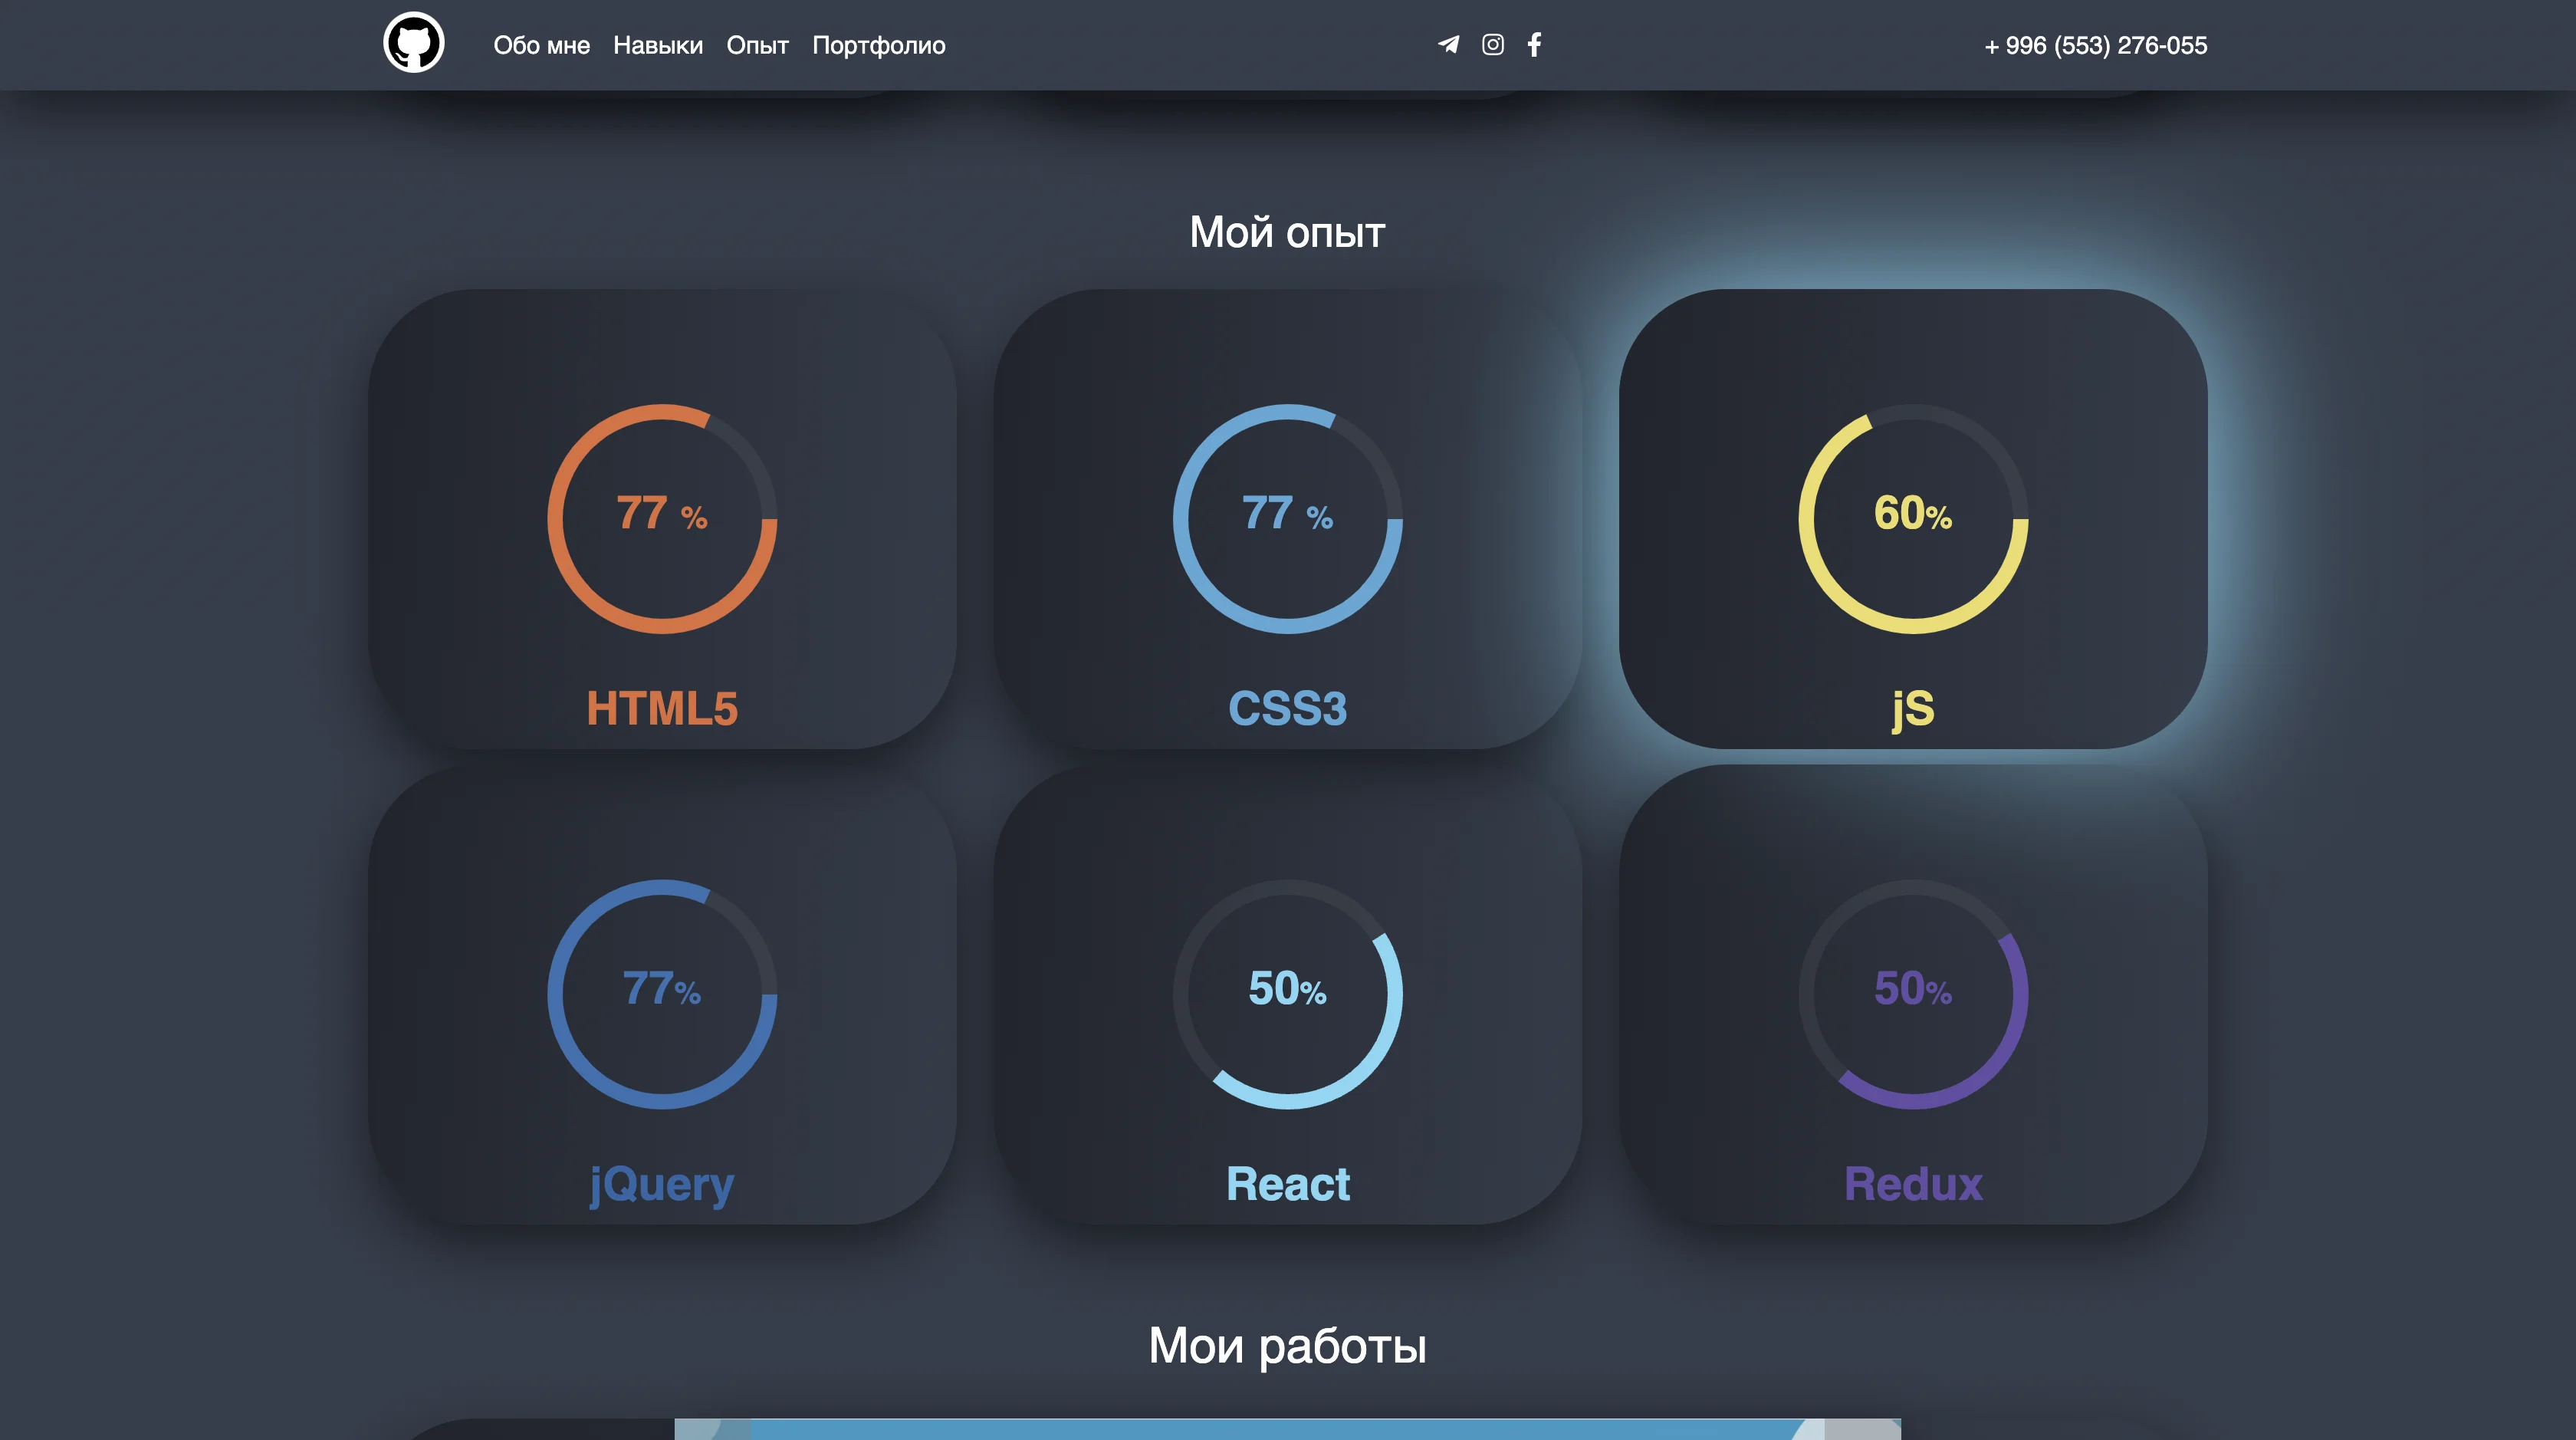 Обо мне Навыки Опыт Портфолио + 996 (553) 276-055
Мой опыт
77 % 77 % 60%
HTML5 CSS3 jS
77% 50% 50%
jQuery React Redux
Мои работы